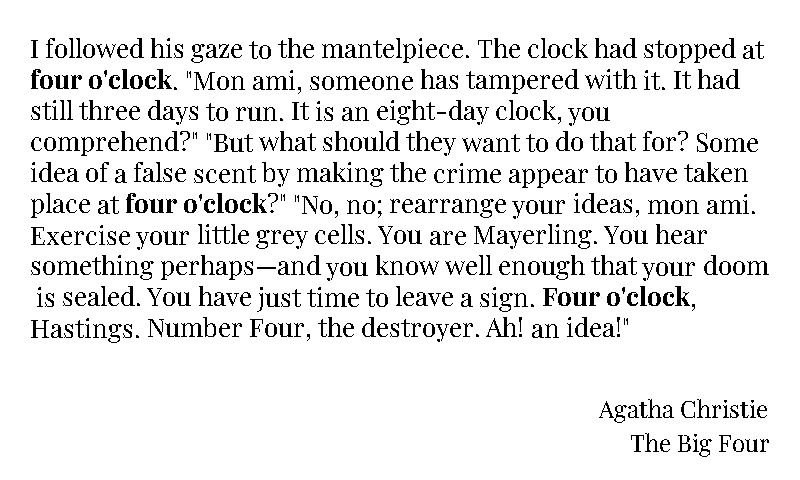 I followed his gaze to the mantelpiece. The clock had stopped at
four o'clock. "Mon ami, someone has tampered with it. It had
still three days to run. It is an eight-day clock, you
comprehend?" "But what should they want to do that for? Some
idea of a false scent by making the crime appear to have taken
place at four o'clock?" "No, no; rearrange your ideas, mon ami.
Exercise your little grey cells. You are Mayerling. You hear
something perhaps—and you know well enough that your doom
is sealed. You have just time to leave a sign. Four o'clock,
Hastings. Number Four, the destroyer. Ah! an idea!"
Agatha Christie
The Big Four